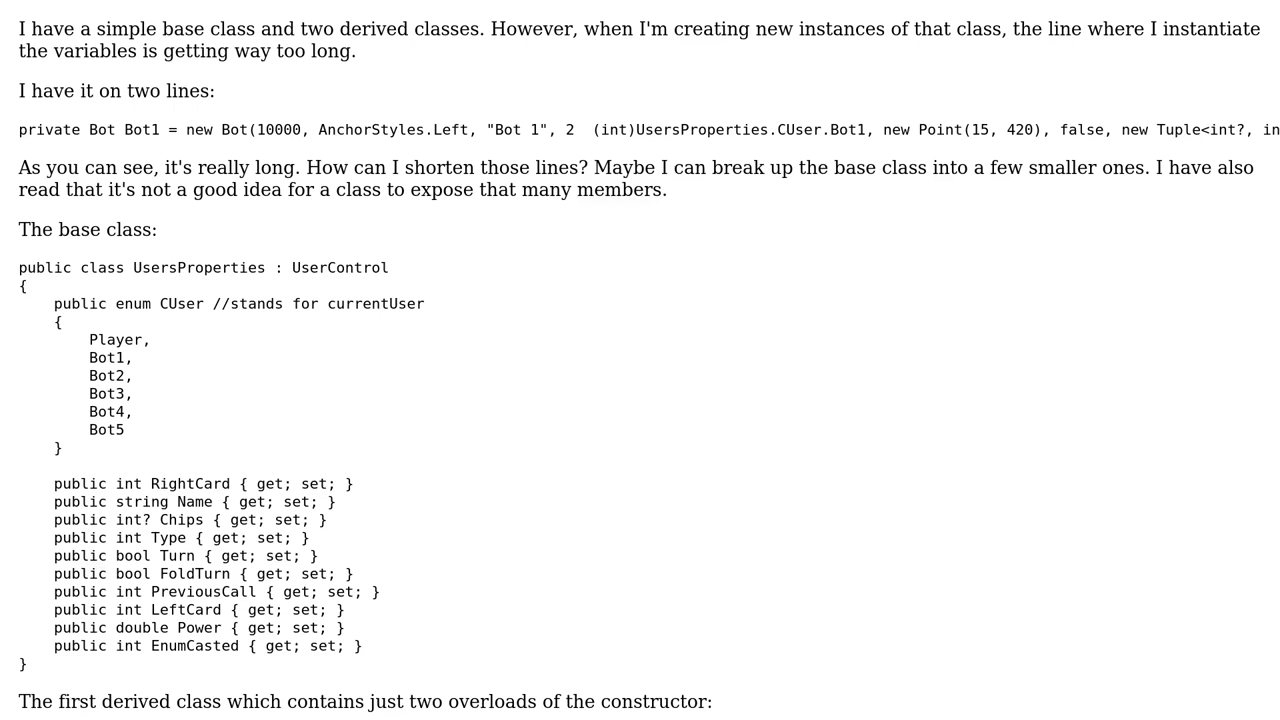 I have a simple base class and two derived classes. However, when I'm creating new instances of that class, the line where I instantiate
the variables is getting way too long.
I have it on two lines:
private Bot Bot1 = new Bot(10000, AnchorStyles.Left, "Bot 1", 2  (int)UsersProperties.CUser.Bot1, new Point(15, 420), false, new Tuple<int?, in
As you can see, it's really long. How can I shorten those lines? Maybe I can break up the base class into a few smaller ones. I have also
read that it's not a good idea for a class to expose that many members.
The base class:
public class UsersProperties : UserControl
{
    public enum CUser //stands for currentUser
    {
        Player,
        Bot1,
        Bot2,
        Bot3,
        Bot4,
        Bot5
    }
    public int RightCard { get; set; }
    public string Name { get; set; }
    public int? Chips { get; set; }
    public int Type { get; set; }
    public bool Turn { get; set; }
    public bool FoldTurn { get; set; }
    public int PreviousCall { get; set; }
    public int LeftCard { get; set; }
    public double Power { get; set; }
    public int EnumCasted { get; set; }
}
The first derived class which contains just two overloads of the constructor: